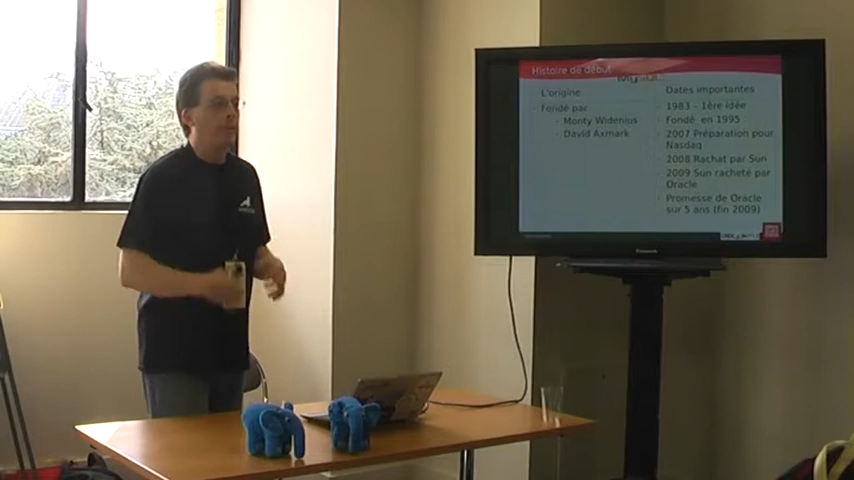 Histoire de début
L'origine
Fondé par
Monty Widenius
David Axmark
Dates importantes
1983 - 1ère idée
Fondé en 1995
2007 Préparation pour
Nasdaq
2008 Rachat par Sun
2009 Sun racheté par
Oracle
Promesse de Oracle
sur 5 ans (fin 2009)
Panasonic